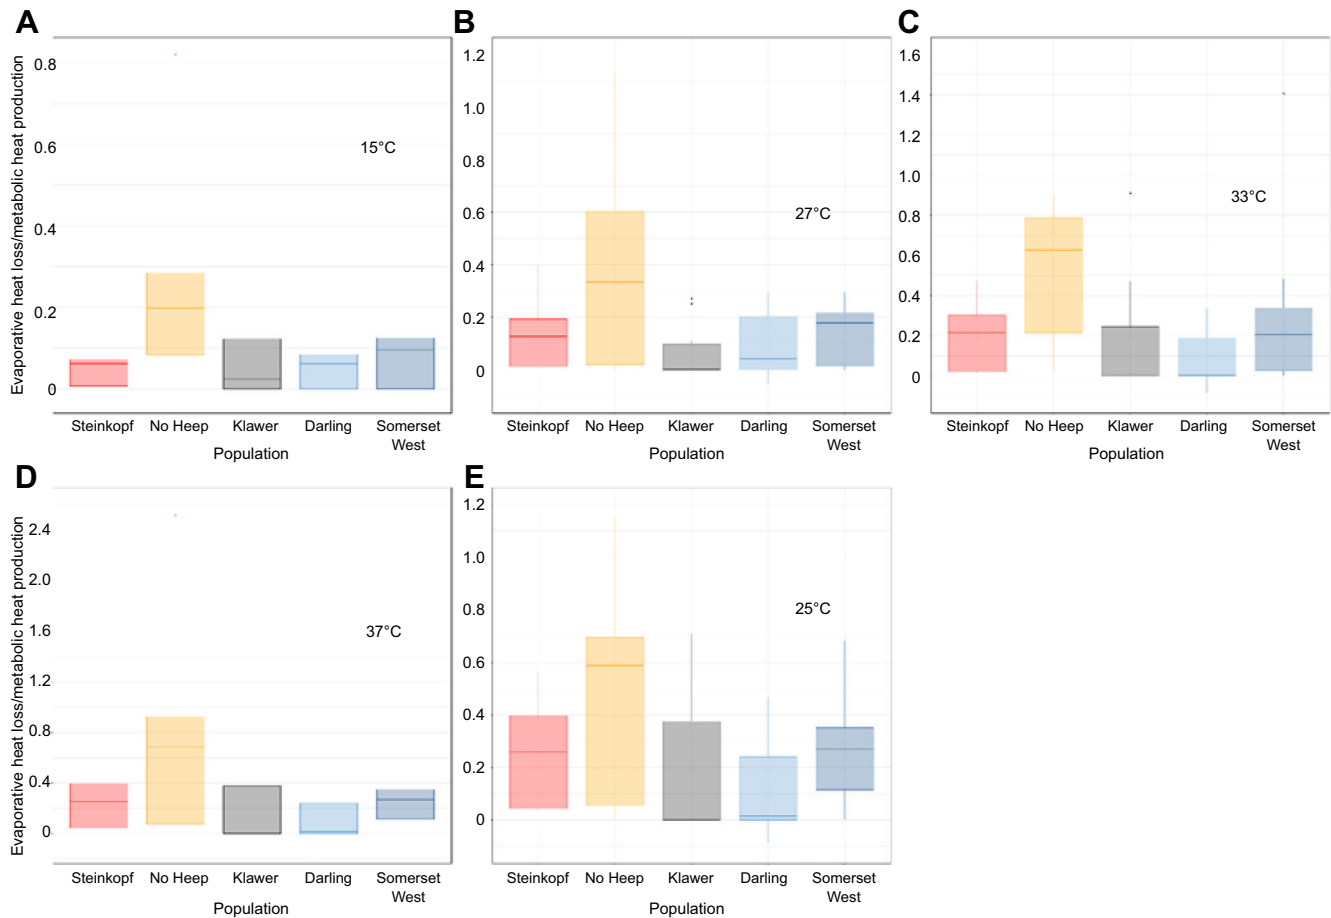 A
Evaporative heat loss/metabolic heat production
0.8
0.6
0.4
0.2
0
15°C
Steinkopf No Heep Klawer Darling Somerset
West
Population
B
1.2
1.0
0.8
0.6
0.4
0.2
0
27°C
Steinkopf No Heep Klawer Darling Somerset
West
Population
C
1.6
1.4
1.2
1.0
0.8
0.6
0.4
0.2
0
33°C
Steinkopf No Heep Klawer Darling Somerset
West
Population
D
Evaporative heat loss/metabolic heat production
2.4
2.0
1.6
1.2
0.8
0.4
0
37°C
Steinkopf No Heep Klawer Darling Somerset
West
Population
E
1.2
1.0
0.8
0.6
0.4
0.2
0
25°C
Steinkopf No Heep Klawer Darling Somerset
West
Population